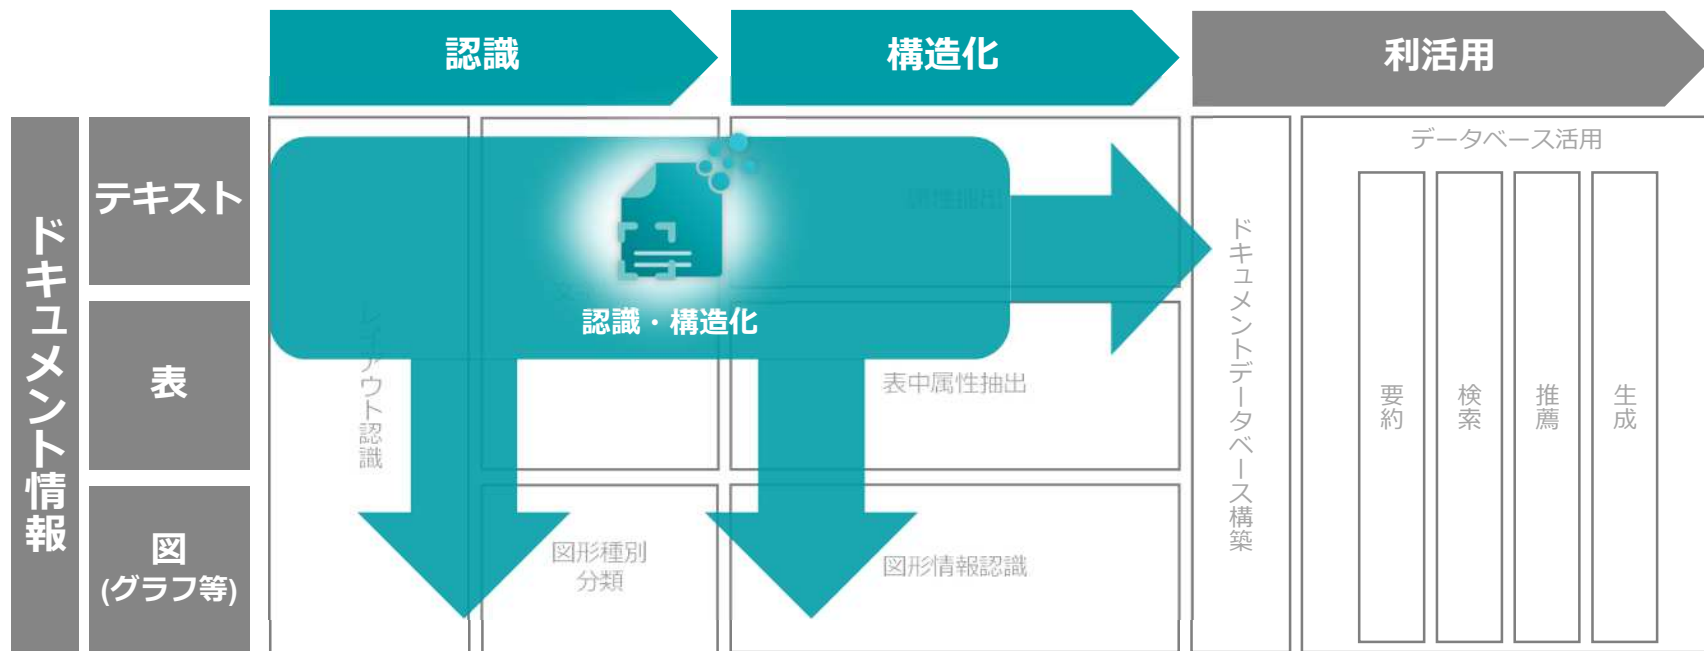 認識
構造化
利活用
ドキュメント情報
テキスト
表
図
(グラフ等)
レイアウト認識
認識・構造化
属性抽出
表中属性抽出
図形種別
分類
図形情報認識
ドキュメントデータベース構築
データベース活用
要約
検索
推薦
生成